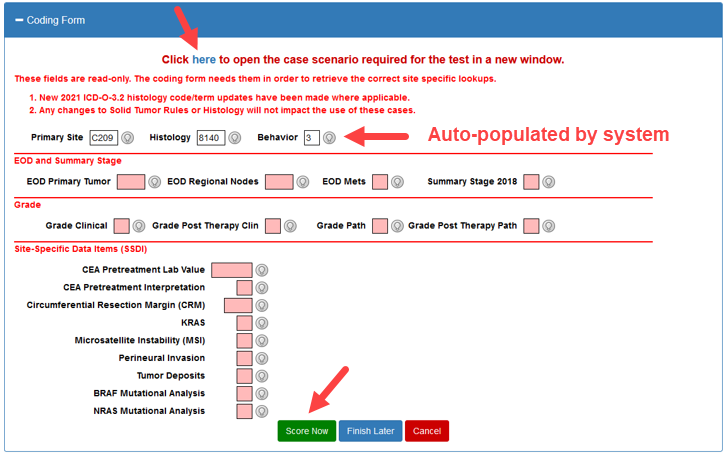 Coding Form
Click here to open the case scenario required for the test in a new window.
These fields are read-only. The coding form needs them in order to retrieve the correct site specific lookups.
1. New 2021 ICD-O-3.2 histology code/term updates have been made where applicable.
2. Any changes to Solid Tumor Rules or Histology will not impact the use of these cases.
Primary Site C209 Histology 8140 Behavior 3 Auto-populated by system
EOD and Summary Stage
EOD Primary Tumor EOD Regional Nodes EOD Mets Summary Stage 2018
Grade
Grade Clinical Grade Post Therapy Clin Grade Path Grade Post Therapy Path
Site-Specific Data Items (SSDI)
CEA Pretreatment Lab Value
CEA Pretreatment Interpretation
Circumferential Resection Margin (CRM)
KRAS
Microsatellite Instability (MSI)
Perineural Invasion
Tumor Deposits
BRAF Mutational Analysis
NRAS Mutational Analysis
Score Now Finish Later Cancel